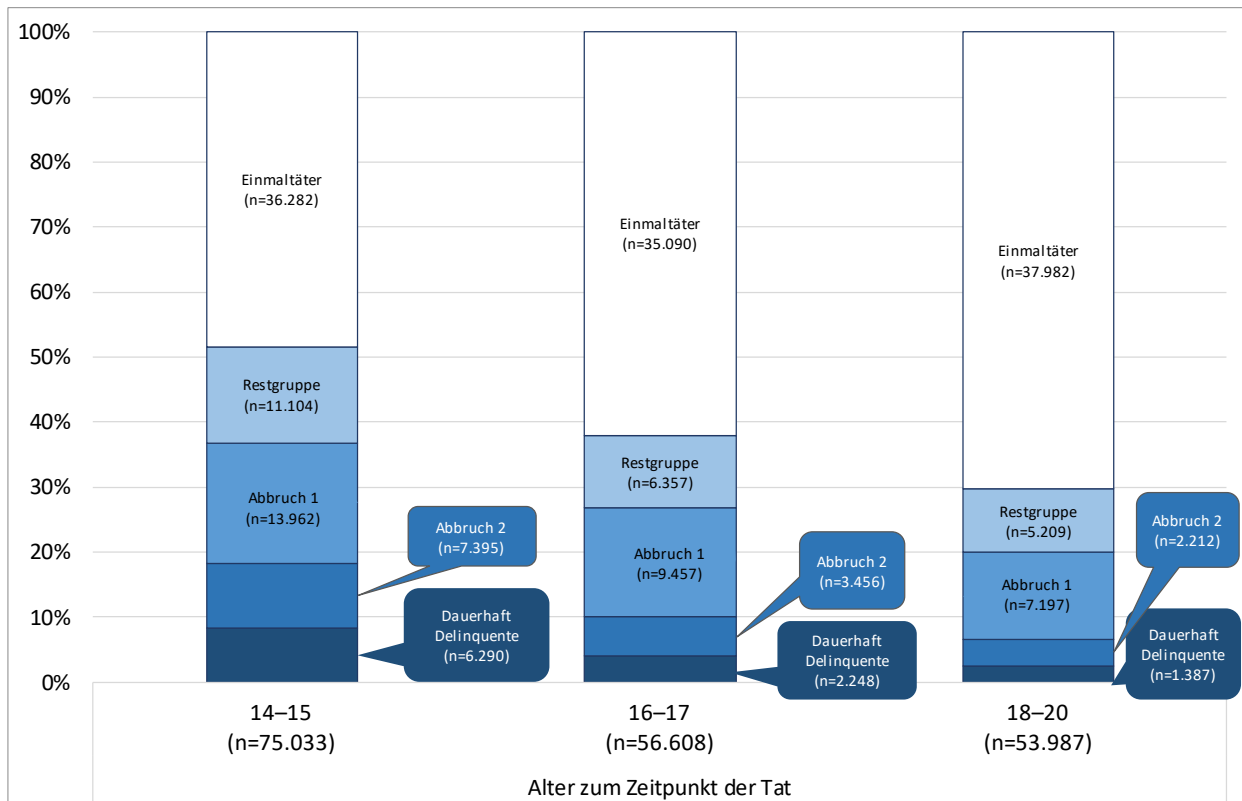 100%
90%
80%
70%
60%
50%
40%
30%
20%
10%
0%
Einmaltäter
(n=36.282)
Restgruppe
(n=11.104)
Abbruch 1
(n=13.962)
Abbruch 2
(n=7.395)
Dauerhaft
Delinquente
(n=6.290)
Einmaltäter
(n=35.090)
Restgruppe
(n=6.357)
Abbruch 1
(n=9.457)
Abbruch 2
(n=3.456)
Dauerhaft
Delinquente
(n=2.248)
Einmaltäter
(n=37.982)
Restgruppe
(n=5.209)
Abbruch 1
(n=7.197)
Abbruch 2
(n=2.212)
Dauerhaft
Delinquente
(n=1.387)
14–15
(n=75.033)
16–17
(n=56.608)
18–20
(n=53.987)
Alter zum Zeitpunkt der Tat